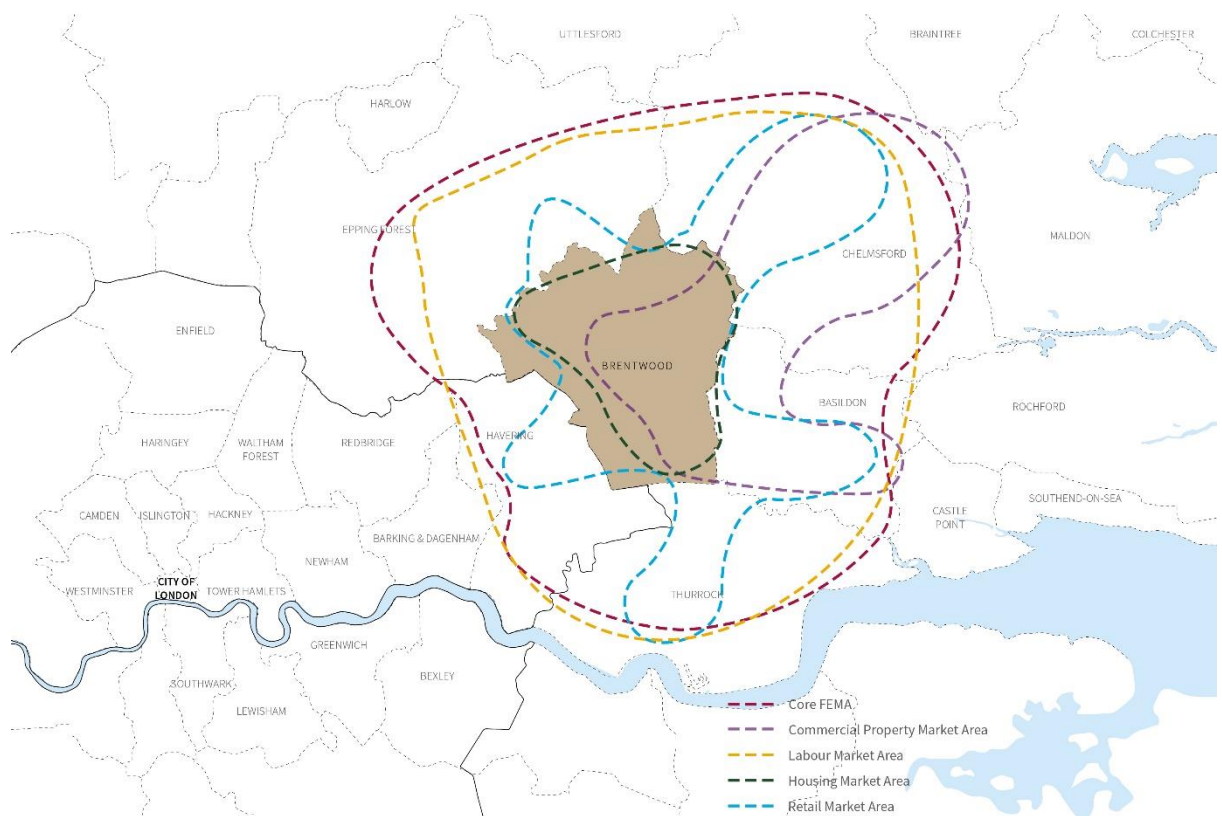 UTTLESFORD
BRAINTREE
COLCHESTER
HARLOW
EPPING FOREST
MALDON
CHELMSFORD
ENFIELD
BRENTWOOD
BASILDON
ROCHFORD
HARINGEY
WALTHAM
FOREST
REDBRIDGE
HAVERING
CAMDEN
ISLINGTON
HACKNEY
SOUTHEND-ON-SEA
CASTLE
POINT
BARKING & DAGENHAM
NEWHAM
WESTMINSTER
CITY OF
LONDON
TOWER HAMLETS
THURROCK
GREENWICH
BEXLEY
SOUTHWARK
LEWISHAM
Core FEMA
Commercial Property Market Area
Labour Market Area
Housing Market Area
Retail Market Area